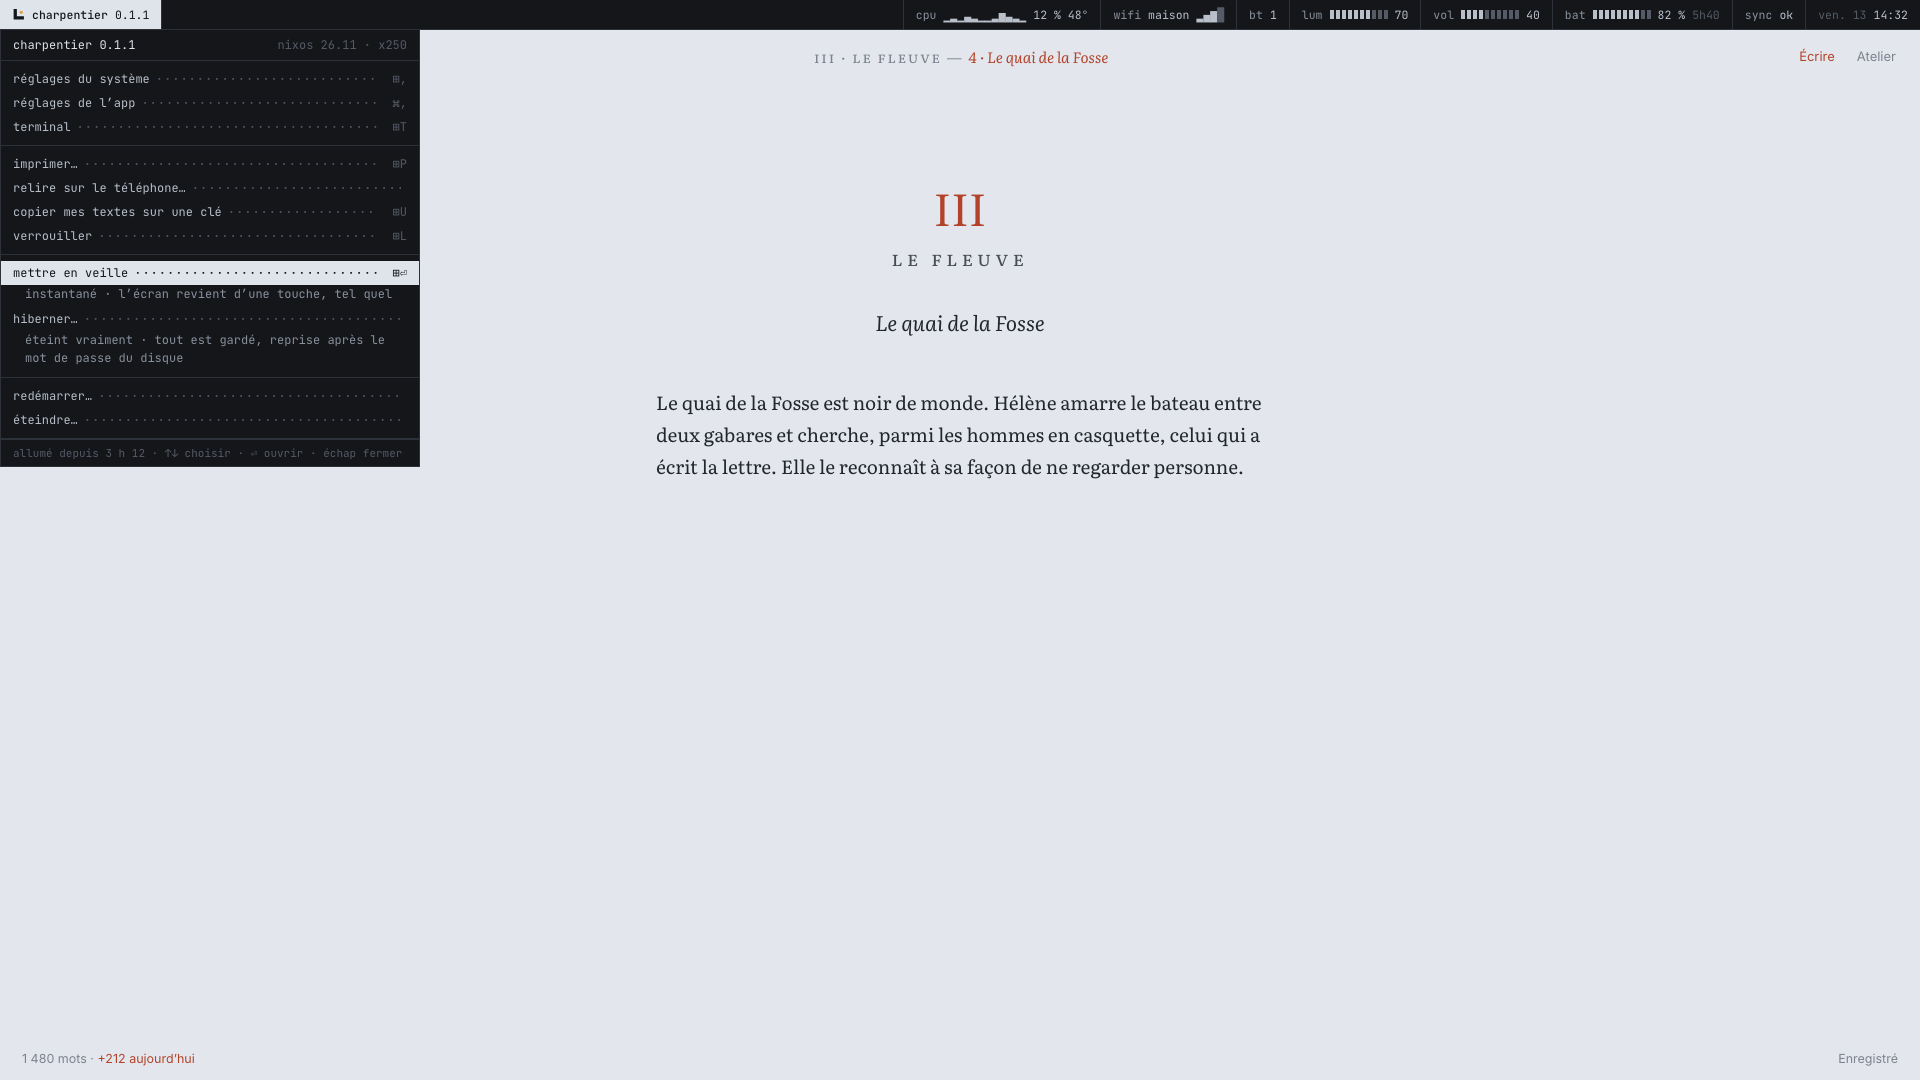 charpentier 0.1.1
cpu 12 % 48° wifi maison bt 1 lum 70 vol 40 bat 82 % 5h40 sync ok ven. 13 14:32
charpentier 0.1.1 nixos 26.11 · x250
III · LE FLEUVE — 4 · Le quai de la Fosse
Écrire Atelier
réglages du système ⊞,
réglages de l’app ⌘,
terminal ⊞T
imprimer… ⊞P
relire sur le téléphone…
copier mes textes sur une clé ⊞U
verrouiller ⊞L
mettre en veille ⊞⏎
instantané · l’écran revient d’une touche, tel quel
hiberner…
éteint vraiment · tout est gardé, reprise après le
mot de passe du disque
redémarrer…
éteindre…
allumé depuis 3 h 12 · ↑↓ choisir · ⏎ ouvrir · échap fermer
III
LE FLEUVE
Le quai de la Fosse
Le quai de la Fosse est noir de monde. Hélène amarre le bateau entre
deux gabares et cherche, parmi les hommes en casquette, celui qui a
écrit la lettre. Elle le reconnaît à sa façon de ne regarder personne.
1 480 mots · +212 aujourd’hui
Enregistré